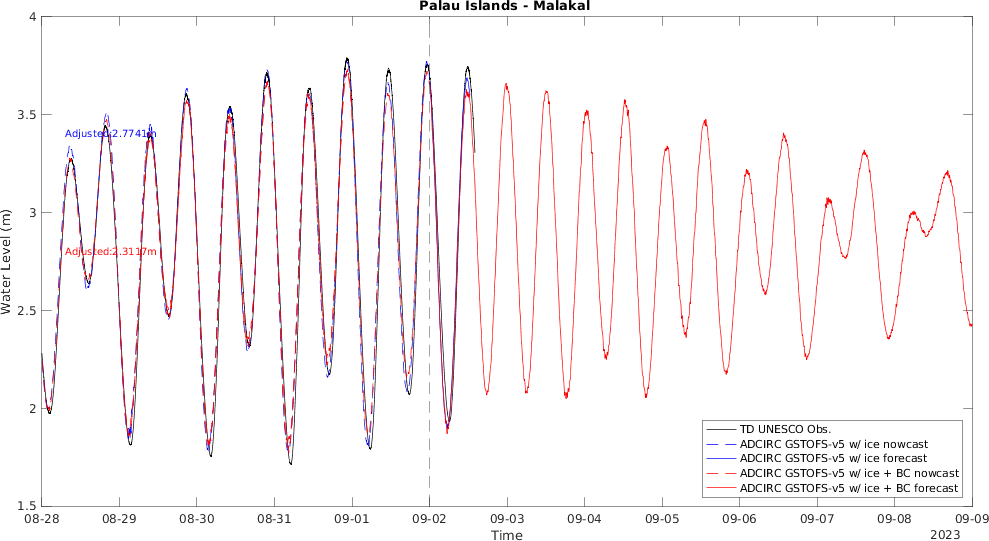 Palau Islands - Malakal
4
3.5
3
2.5
2
1.5
Water Level (m)
Adjusted:2.7741m
Adjusted:2.3117m
TD UNESCO Obs.
ADCIRC GSTOFS-v5 w/ ice nowcast
ADCIRC GSTOFS-v5 w/ ice forecast
ADCIRC GSTOFS-v5 w/ ice + BC nowcast
ADCIRC GSTOFS-v5 w/ ice + BC forecast
08-28 08-29 08-30 08-31 09-01 09-02 09-03 09-04 09-05 09-06 09-07 09-08 09-09
Time
2023